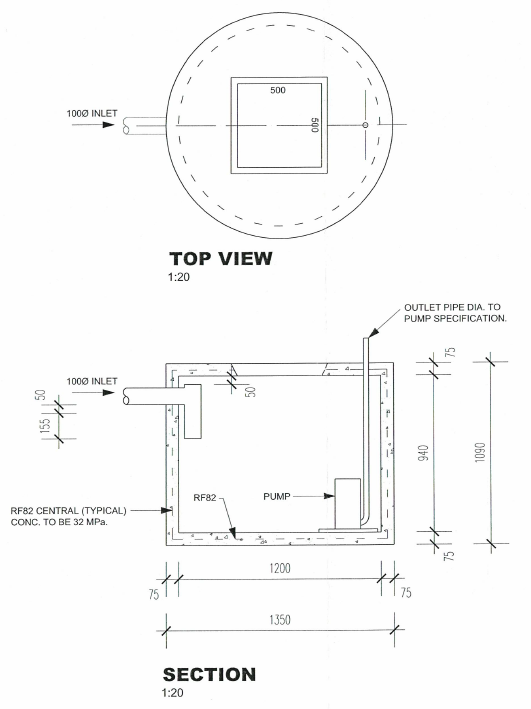 100Ø INLET
500
500
TOP VIEW
1:20
OUTLET PIPE DIA. TO
PUMP SPECIFICATION.
75
100Ø INLET
50
50
155
940
1090
RF82
PUMP
RF82 CENTRAL (TYPICAL)
CONC. TO BE 32 MPa.
75
1200
75
75
1350
SECTION
1:20